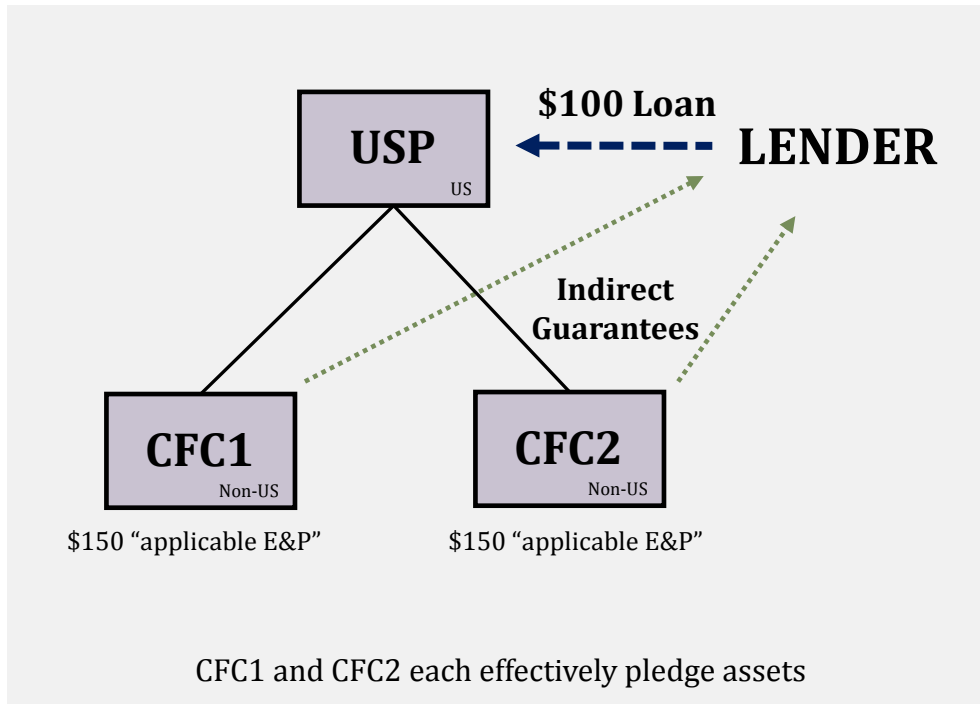 $100 Loan
USP
US
LENDER
Indirect
Guarantees
CFC1
Non-US
CFC2
Non-US
$150 “applicable E&P”
$150 “applicable E&P”
CFC1 and CFC2 each effectively pledge assets